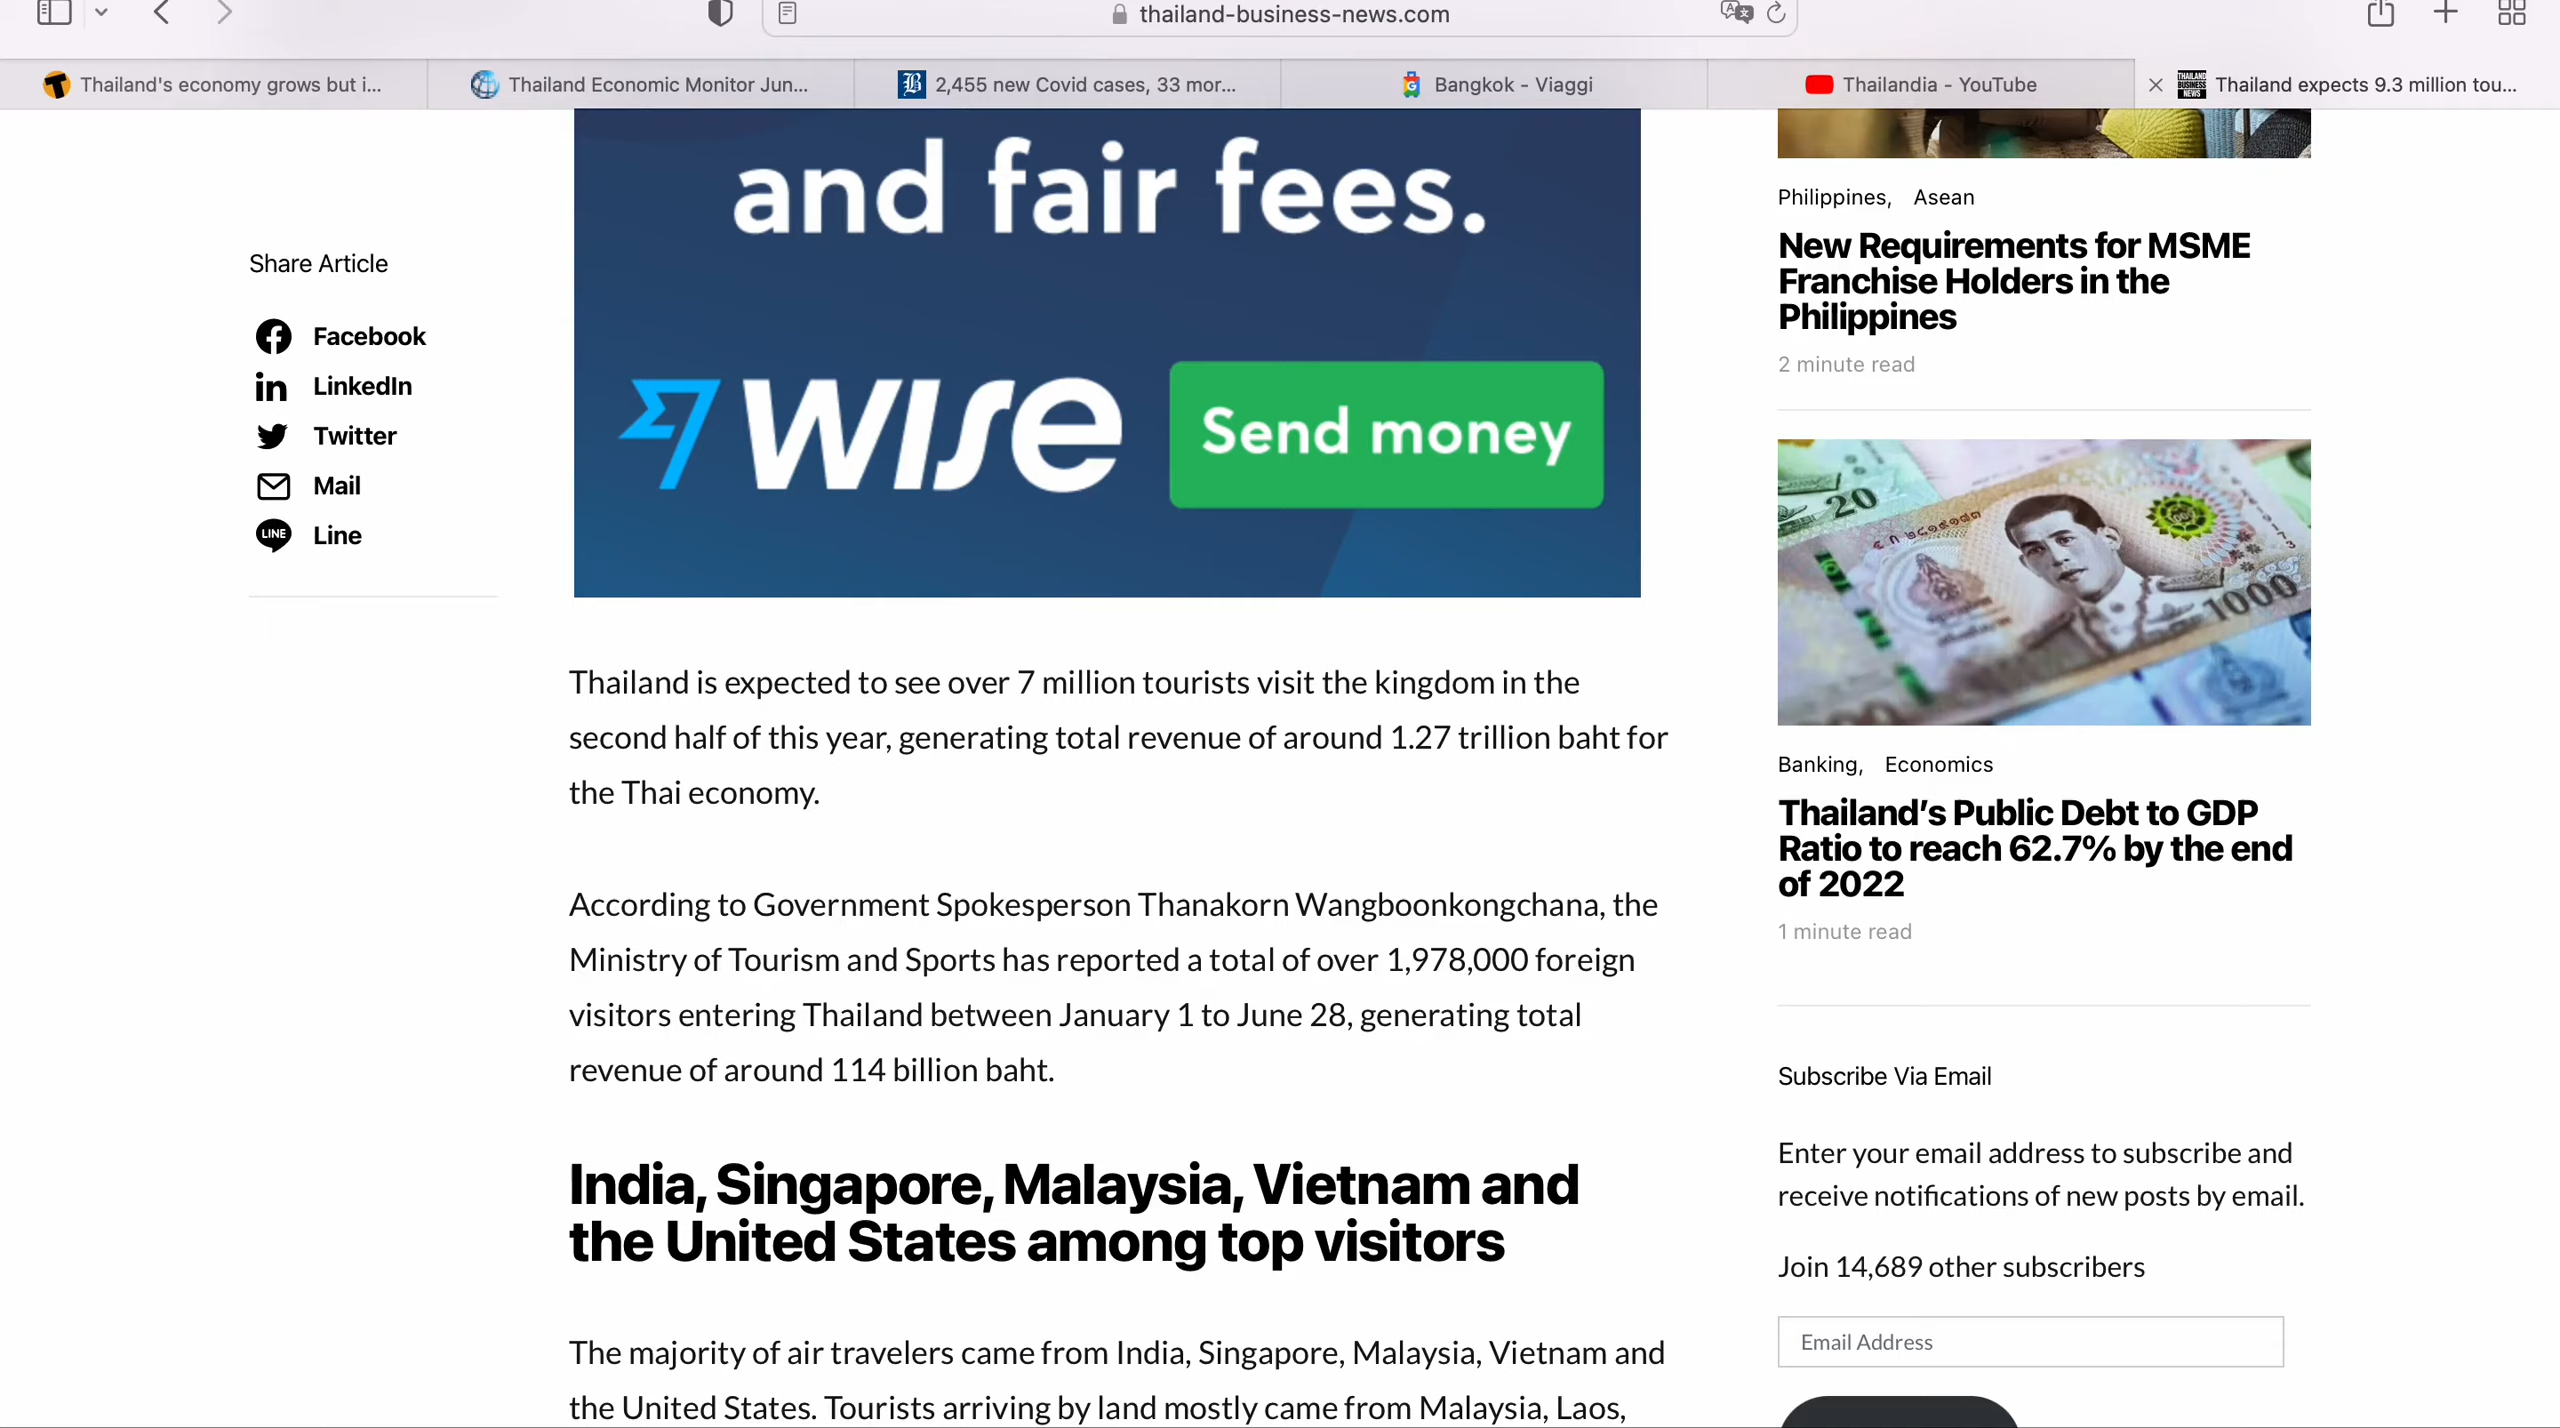 thailand-business-news.com
Thailand's economy grows but i...
Thailand Economic Monitor Jun...
2,455 new Covid cases, 33 mor...
Bangkok - Viaggi
Thailandia - YouTube
THAILAND BUSINESS NEWS
Thailand expects 9.3 million tou...
Share Article
Facebook
LinkedIn
Twitter
Mail
LINE
Line
and fair fees.
WISE
Send money
Thailand is expected to see over 7 million tourists visit the kingdom in the
second half of this year, generating total revenue of around 1.27 trillion baht for
the Thai economy.
According to Government Spokesperson Thanakorn Wangboonkongchana, the
Ministry of Tourism and Sports has reported a total of over 1,978,000 foreign
visitors entering Thailand between January 1 to June 28, generating total
revenue of around 114 billion baht.
India, Singapore, Malaysia, Vietnam and
the United States among top visitors
The majority of air travelers came from India, Singapore, Malaysia, Vietnam and
the United States. Tourists arriving by land mostly came from Malaysia, Laos,
Philippines, Asean
New Requirements for MSME
Franchise Holders in the
Philippines
2 minute read
20
1000
Banking, Economics
Thailand's Public Debt to GDP
Ratio to reach 62.7% by the end
of 2022
1 minute read
Subscribe Via Email
Enter your email address to subscribe and
receive notifications of new posts by email.
Join 14,689 other subscribers
Email Address